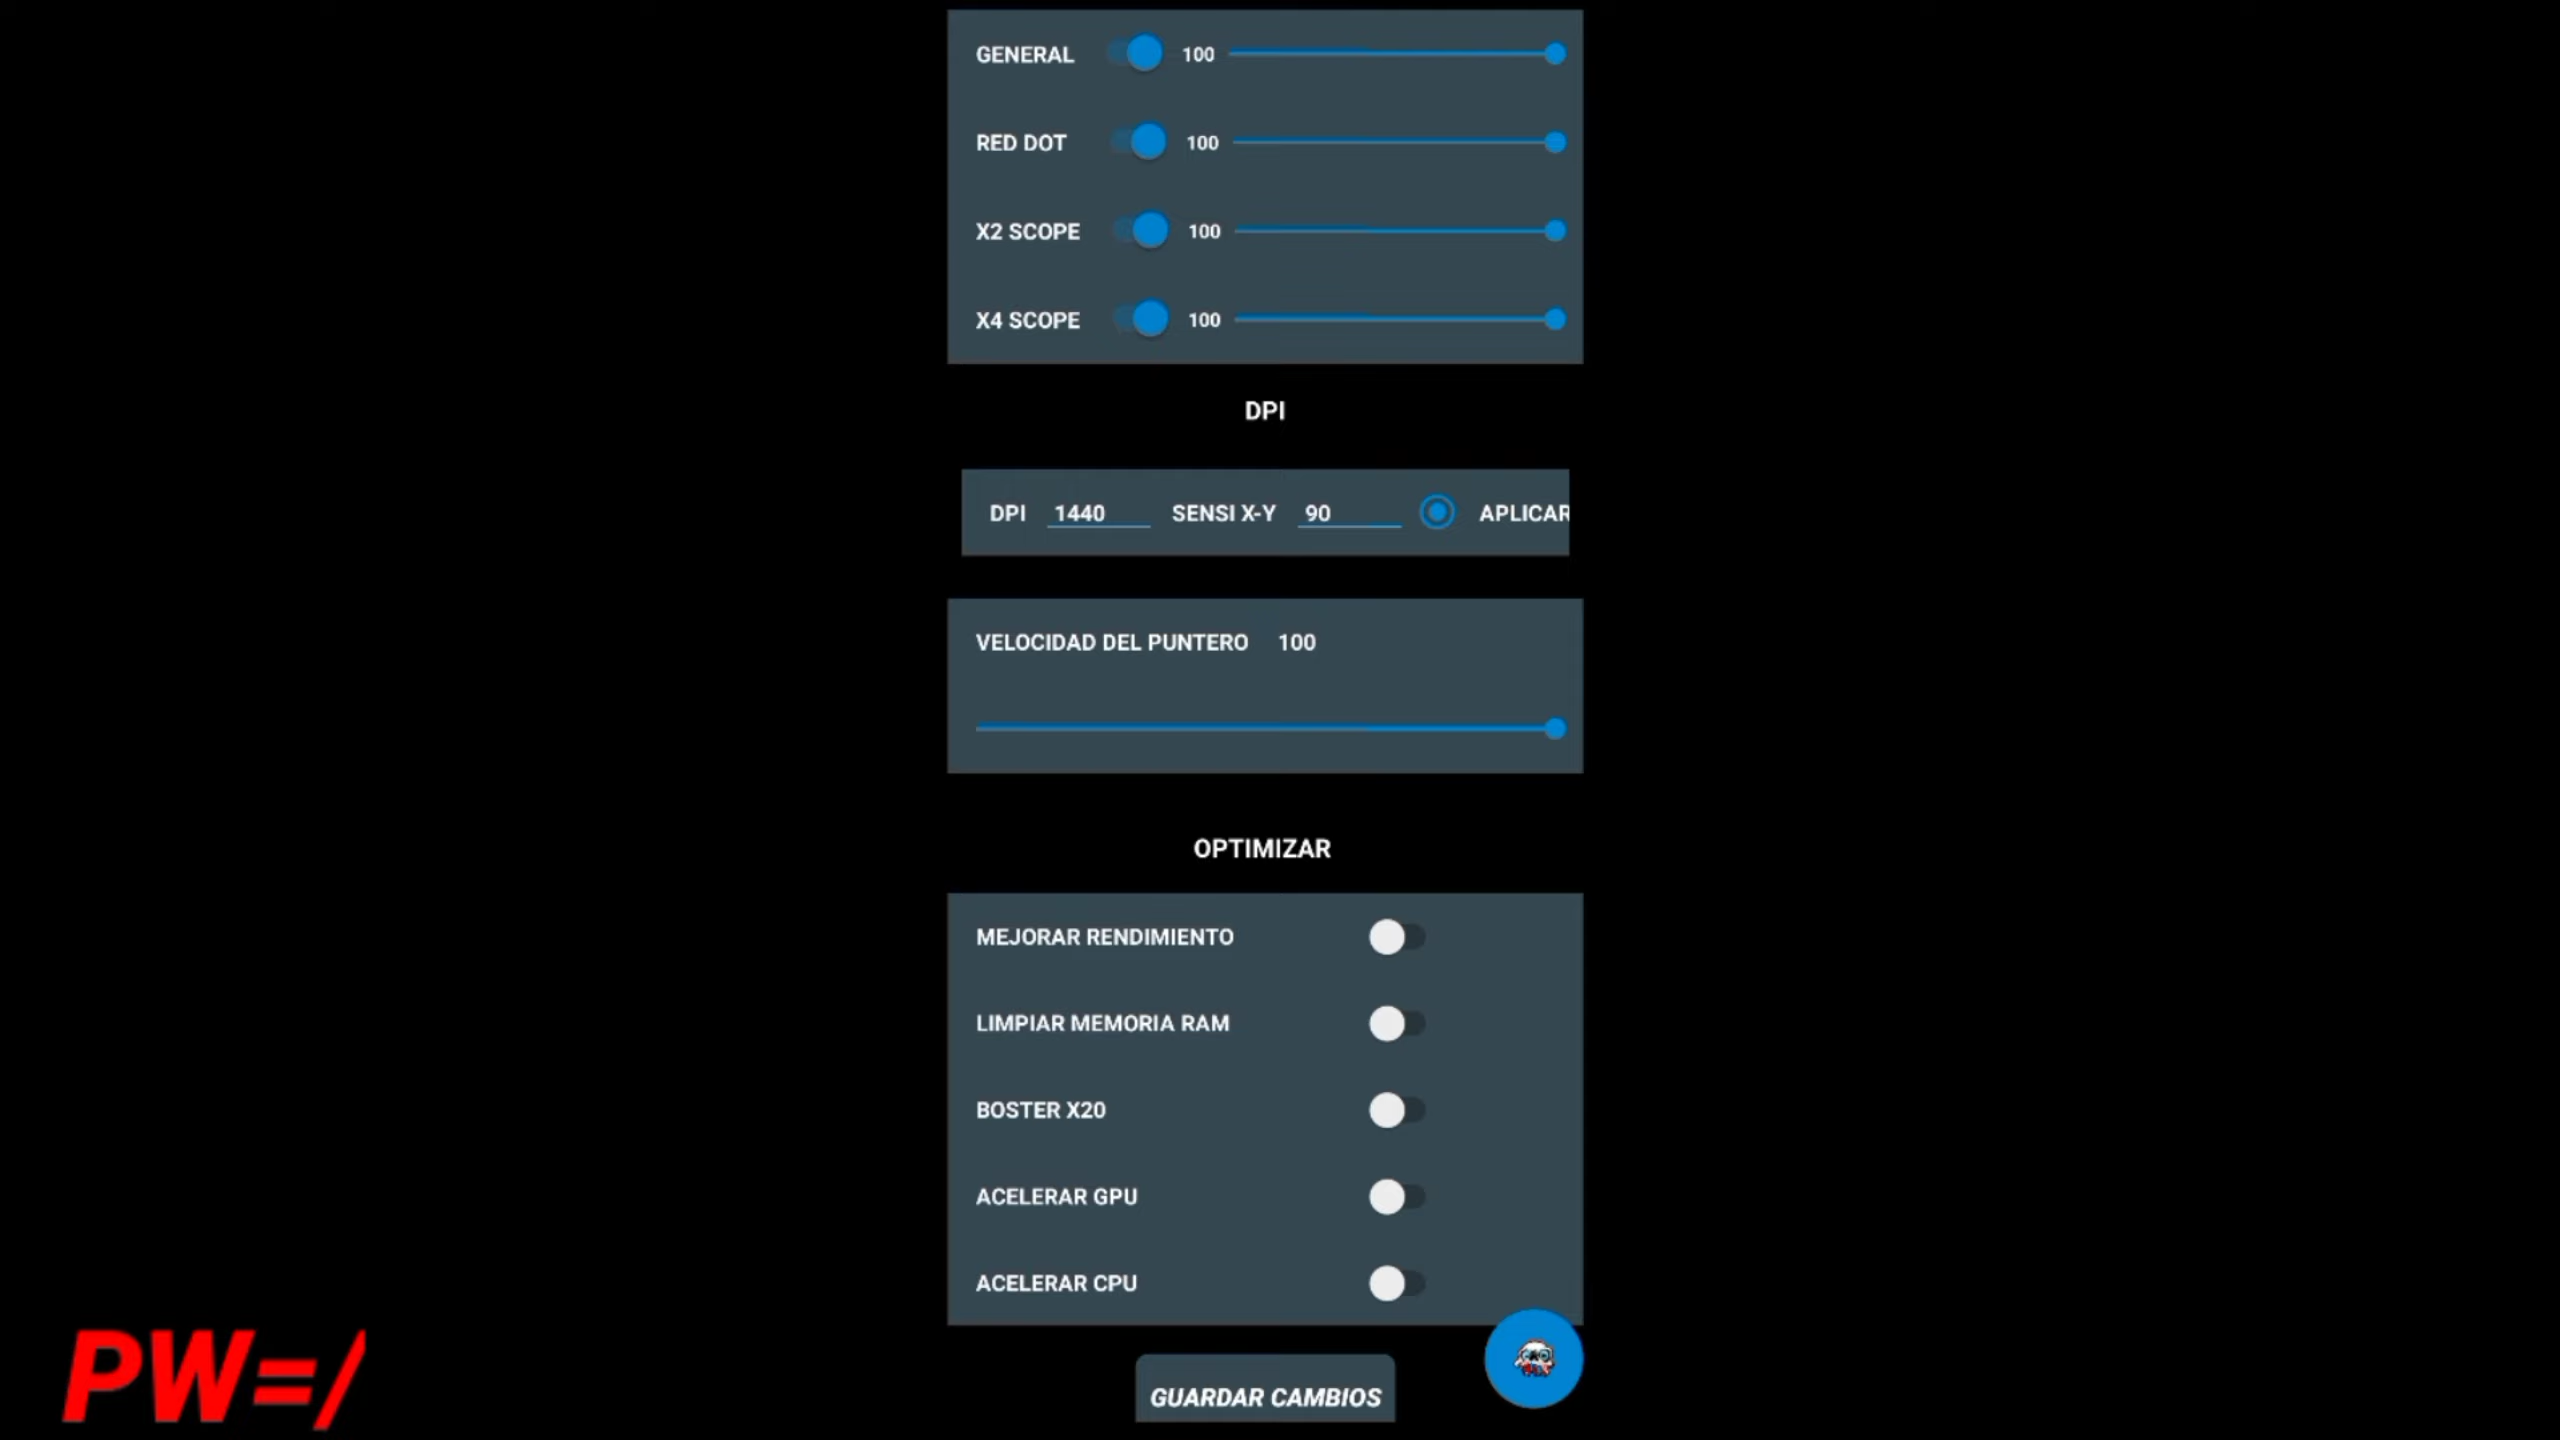 GENERAL 100
RED DOT 100
X2 SCOPE 100
X4 SCOPE 100
DPI
DPI 1440 SENSI X-Y 90 APLICAR
VELOCIDAD DEL PUNTERO 100
OPTIMIZAR
MEJORAR RENDIMIENTO
LIMPIAR MEMORIA RAM
BOSTER X20
ACELERAR GPU
ACELERAR CPU
GUARDAR CAMBIOS
PW=/